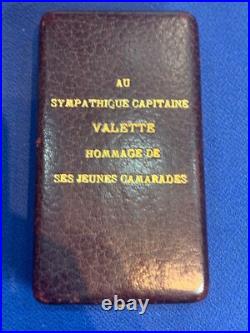 AU
SYMPATHIQUE CAPITAINE
VALETTE
HOMMAGE DE
SES JEUNES CAMARADES